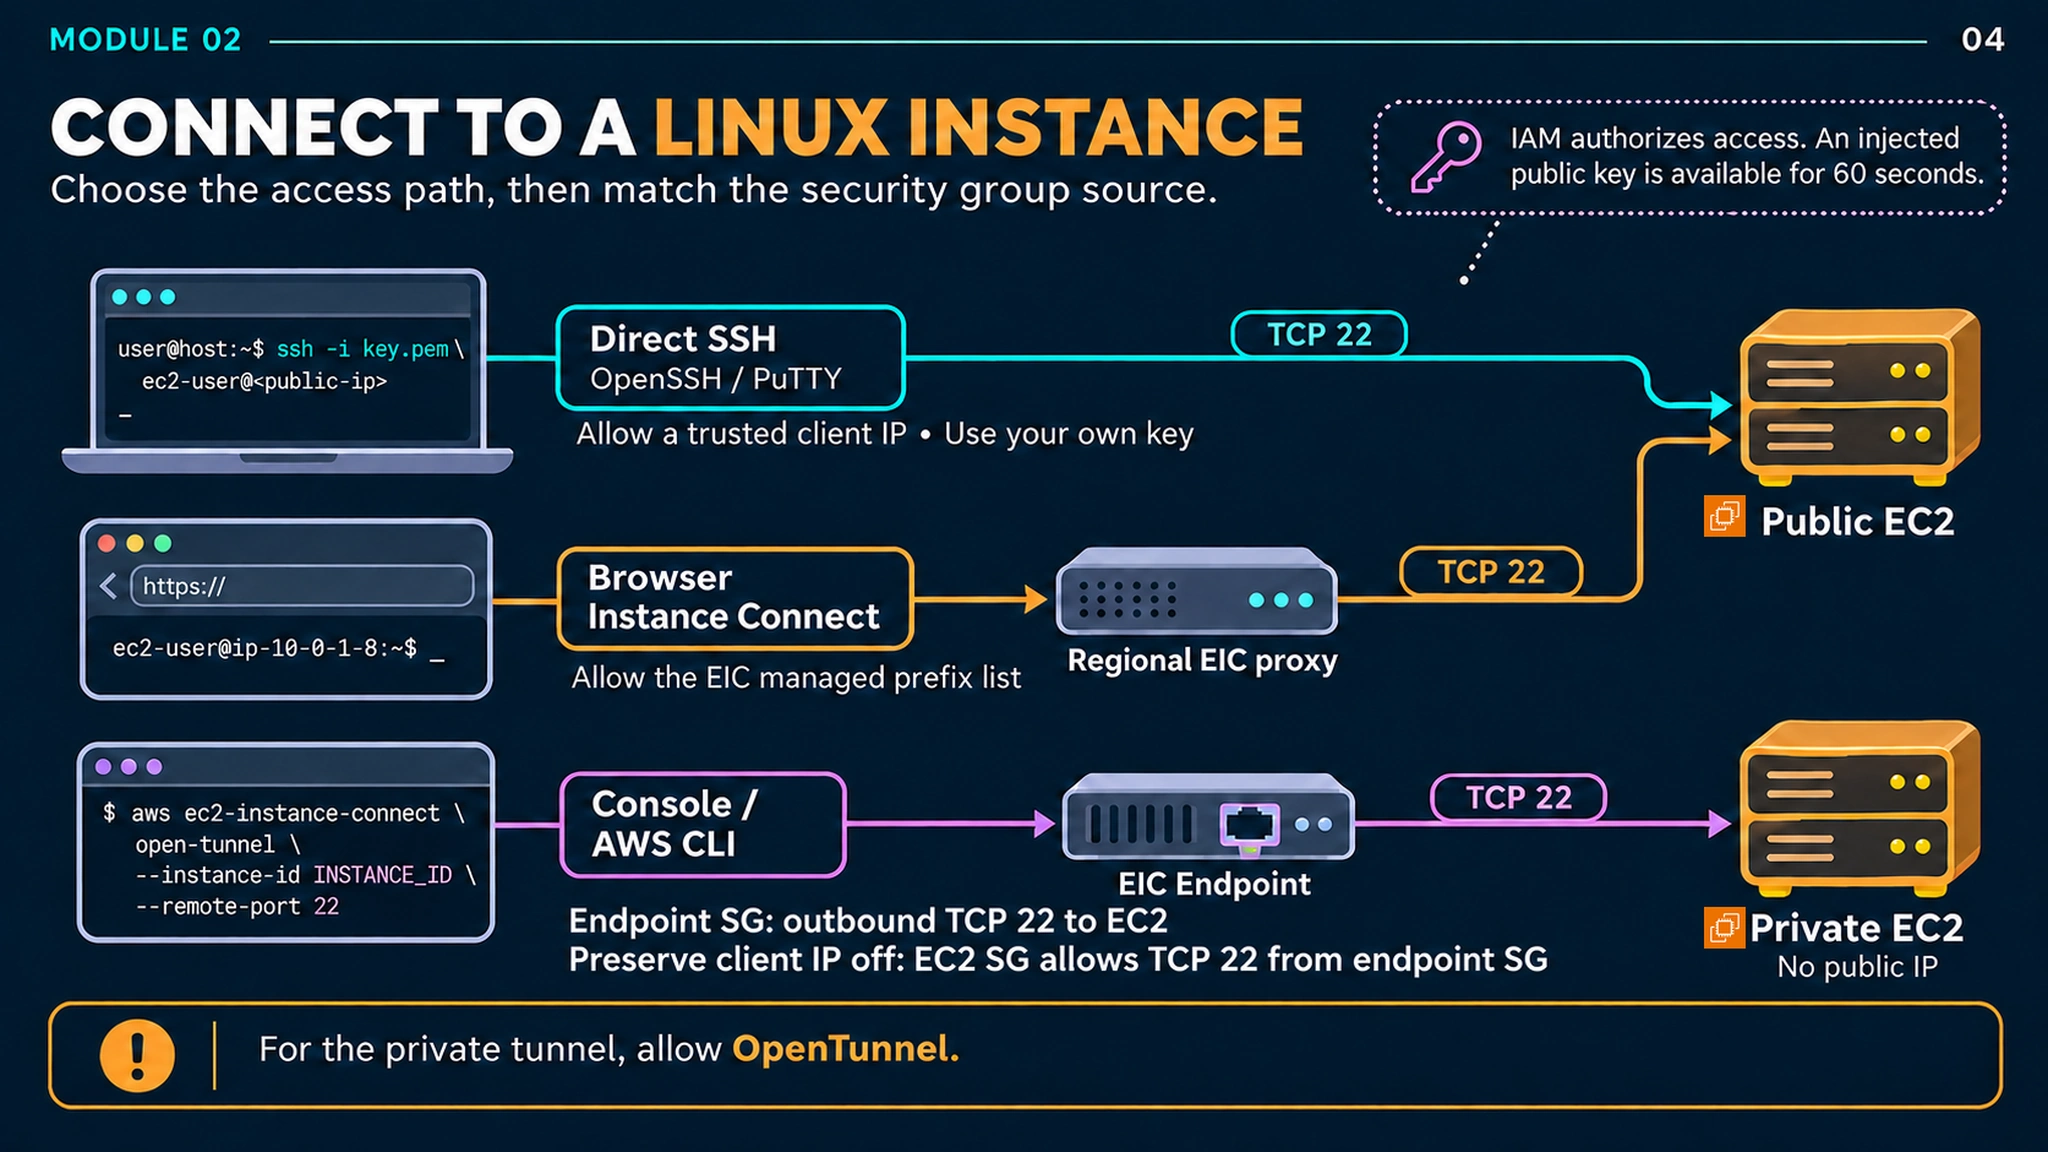 MODULE 02
04
CONNECT TO A LINUX INSTANCE
Choose the access path, then match the security group source.
IAM authorizes access. An injected
public key is available for 60 seconds.
user@host:~$ ssh -i key.pem \
ec2-user@<public-ip>
_
Direct SSH
OpenSSH / PuTTY
Allow a trusted client IP • Use your own key
TCP 22
Public EC2
https://
ec2-user@ip-10-0-1-8:~$ _
Browser
Instance Connect
Allow the EIC managed prefix list
Regional EIC proxy
TCP 22
$ aws ec2-instance-connect \
open-tunnel \
--instance-id INSTANCE_ID \
--remote-port 22
Console /
AWS CLI
EIC Endpoint
TCP 22
Endpoint SG: outbound TCP 22 to EC2
Preserve client IP off: EC2 SG allows TCP 22 from endpoint SG
Private EC2
No public IP
For the private tunnel, allow OpenTunnel.